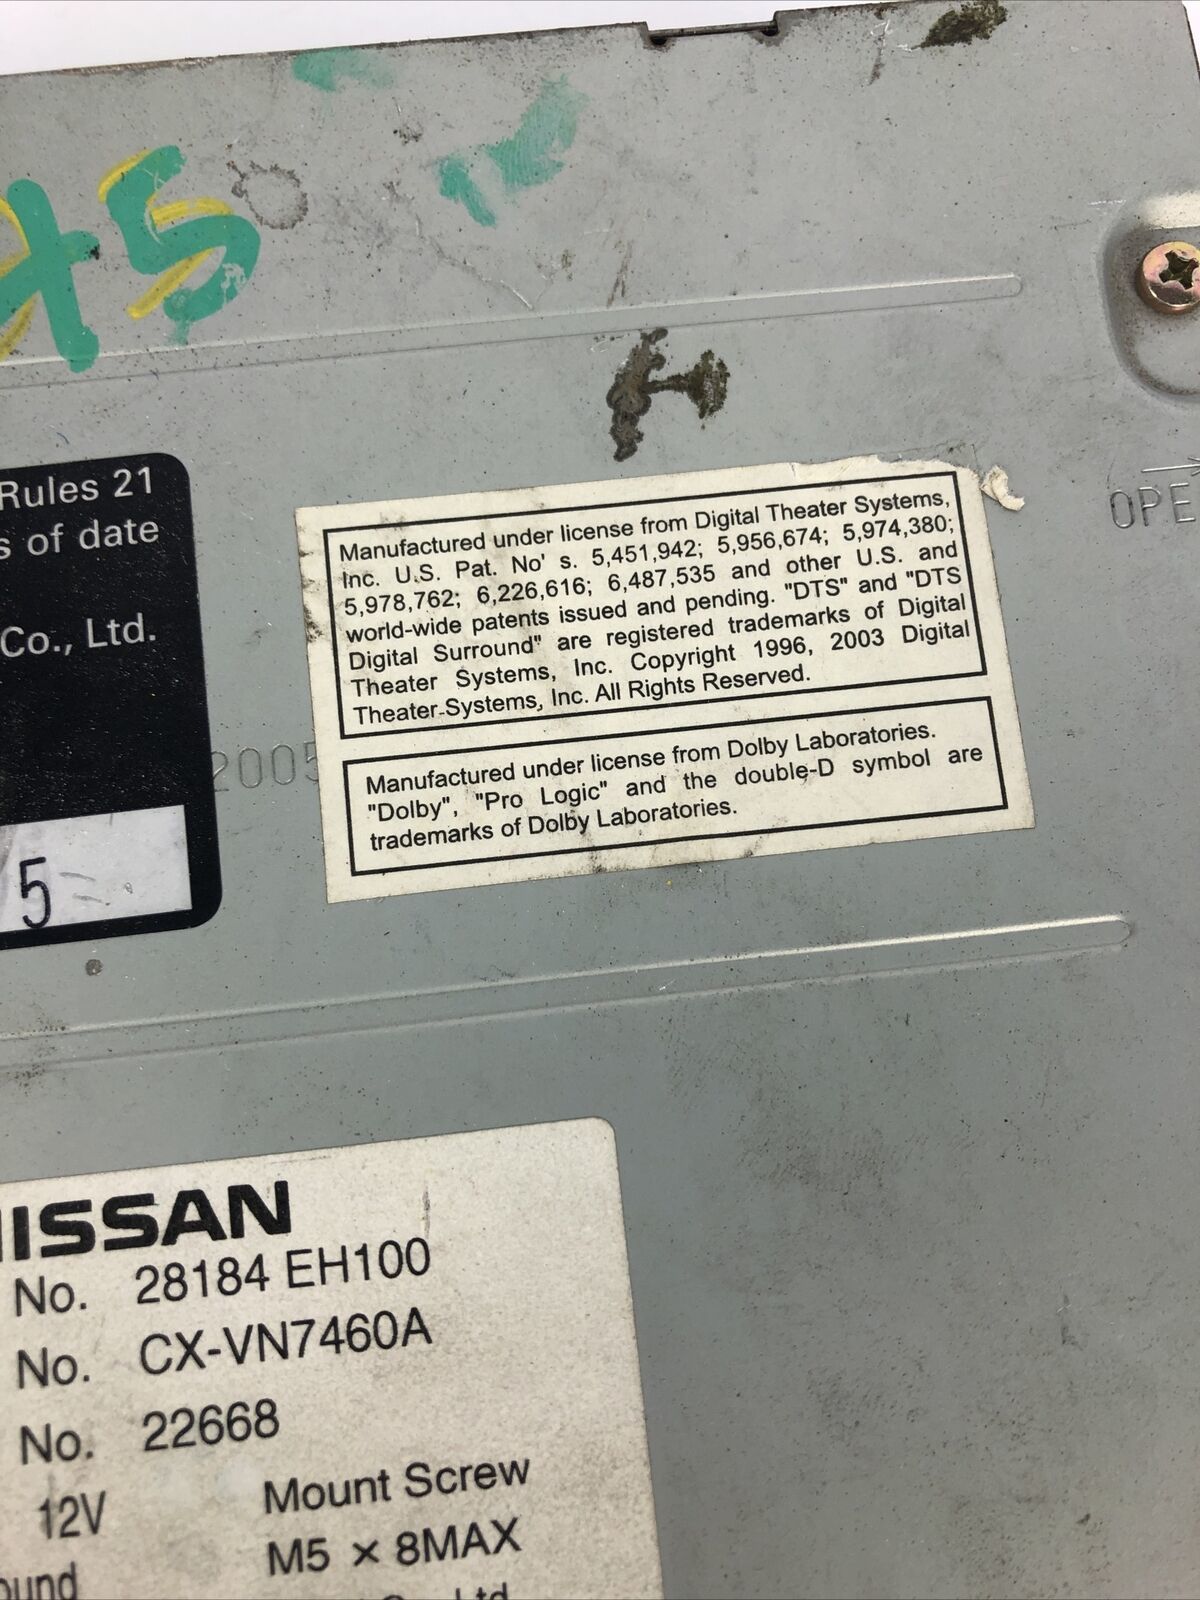 45
Rules 21
s of date
Co., Ltd.
5
2005
OPE
Manufactured under license from Digital Theater Systems,
Inc. U.S. Pat. No' s. 5,451,942; 5,956,674; 5,974,380;
5,978,762; 6,226,616; 6,487,535 and other U.S. and
world-wide patents issued and pending. "DTS" and "DTS
Digital Surround" are registered trademarks of Digital
Theater Systems, Inc. Copyright 1996, 2003 Digital
Theater Systems, Inc. All Rights Reserved.
Manufactured under license from Dolby Laboratories.
"Dolby", "Pro Logic" and the double-D symbol are
trademarks of Dolby Laboratories.
NISSAN
No. 28184 EH100
No. CX-VN7460A
No. 22668
12V Mount Screw
ound M5 × 8MAX
Ltd